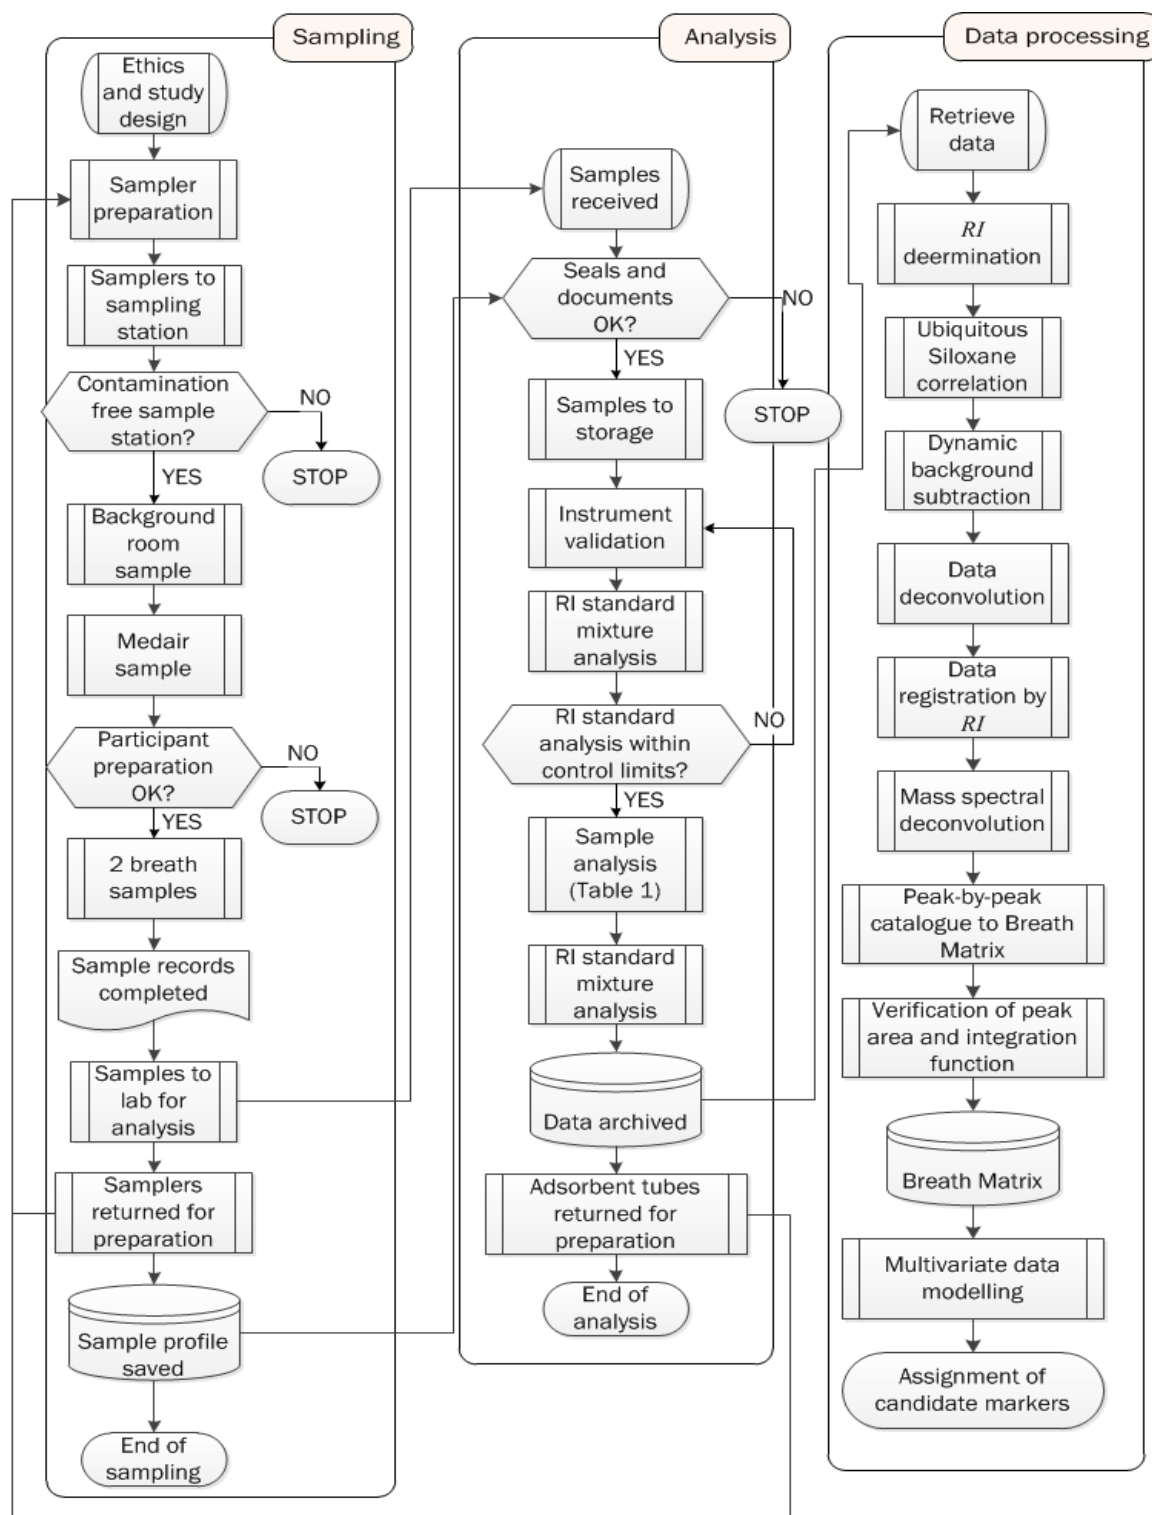 Sampling
Ethics
and study
design
Sampler
preparation
Samplers to
sampling
station
Contamination
free sample
station?
NO
STOP
YES
Background
room
sample
Medair
sample
Participant
preparation
OK?
NO
STOP
YES
2 breath
samples
Sample records
completed
Samples to
lab for
analysis
Samplers
returned for
preparation
Sample profile
saved
End of
sampling
Analysis
Samples
received
Seals and
documents
OK?
NO
STOP
YES
Samples to
storage
Instrument
validation
RI standard
mixture
analysis
RI standard
analysis within
control limits?
NO
YES
Sample
analysis
(Table 1)
RI standard
mixture
analysis
Data archived
Adsorbent tubes
returned for
preparation
End of
analysis
Data processing
Retrieve
data
RI
deermination
Ubiquitous
Siloxane
correlation
Dynamic
background
subtraction
Data
deconvolution
Data
registration by
RI
Mass spectral
deconvolution
Peak-by-peak
catalogue to Breath
Matrix
Verification of peak
area and integration
function
Breath Matrix
Multivariate data
modelling
Assignment of
candidate markers